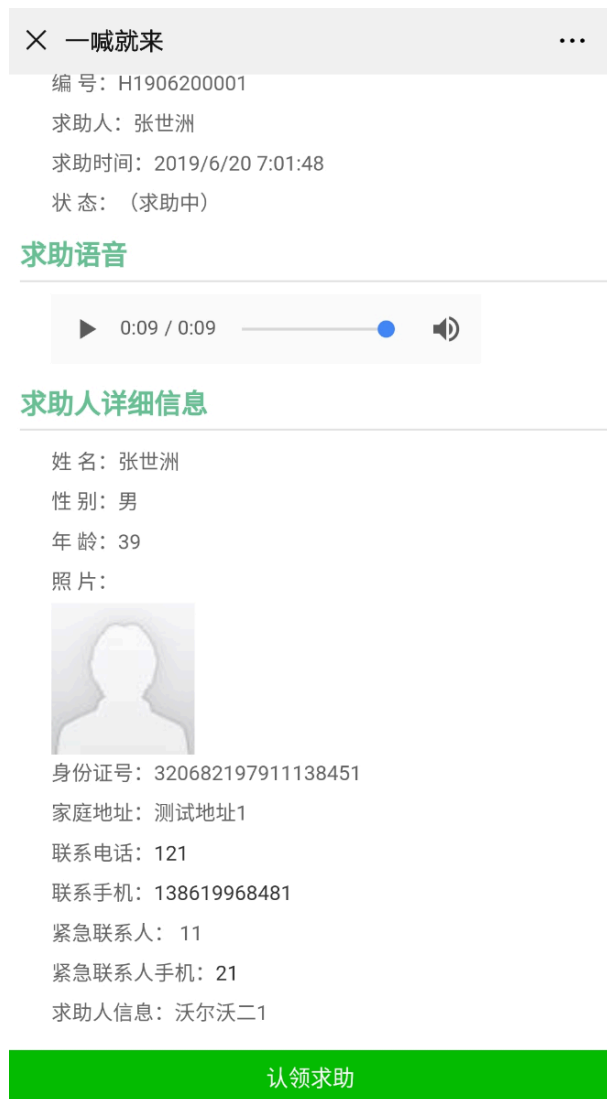 一喊就来
编 号：H1906200001
求助人：张世洲
求助时间：2019/6/20 7:01:48
状 态：（求助中）
求助语音
0:09 / 0:09
求助人详细信息
姓 名：张世洲
性 别：男
年 龄：39
照 片：
身份证号：320682197911138451
家庭地址：测试地址1
联系电话：121
联系手机：138619968481
紧急联系人： 11
紧急联系人手机：21
求助人信息：沃尔沃二1
认领求助